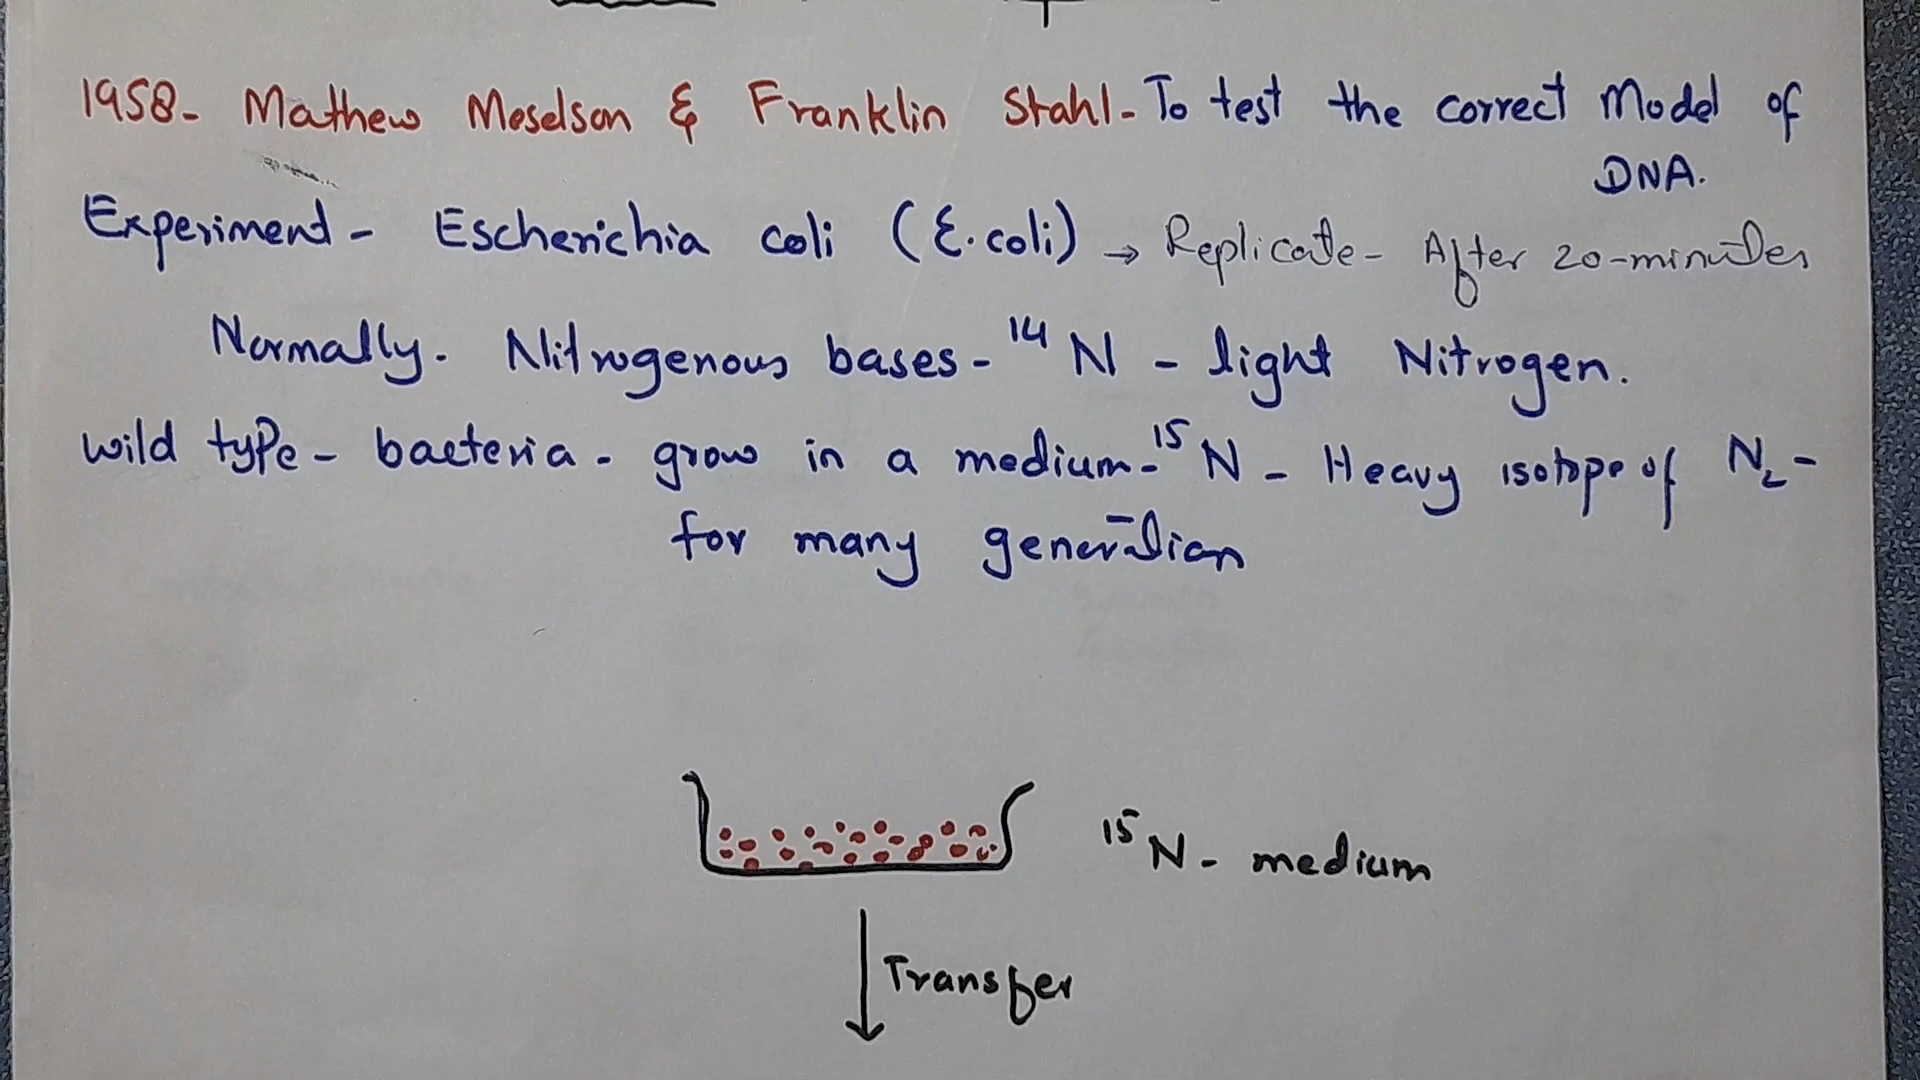 1958- Mathew Meselson & Franklin Stahl- To test the correct Model of
DNA.
Experiment - Escherichia coli (E.coli) → Replicate- After 20-minutes
Normally- Nitrogenous bases- ¹⁴N - light Nitrogen.
wild type- bacteria- grow in a medium-¹⁵N - Heavy isotope of N₂-
for many generation
¹⁵N- medium
Transfer